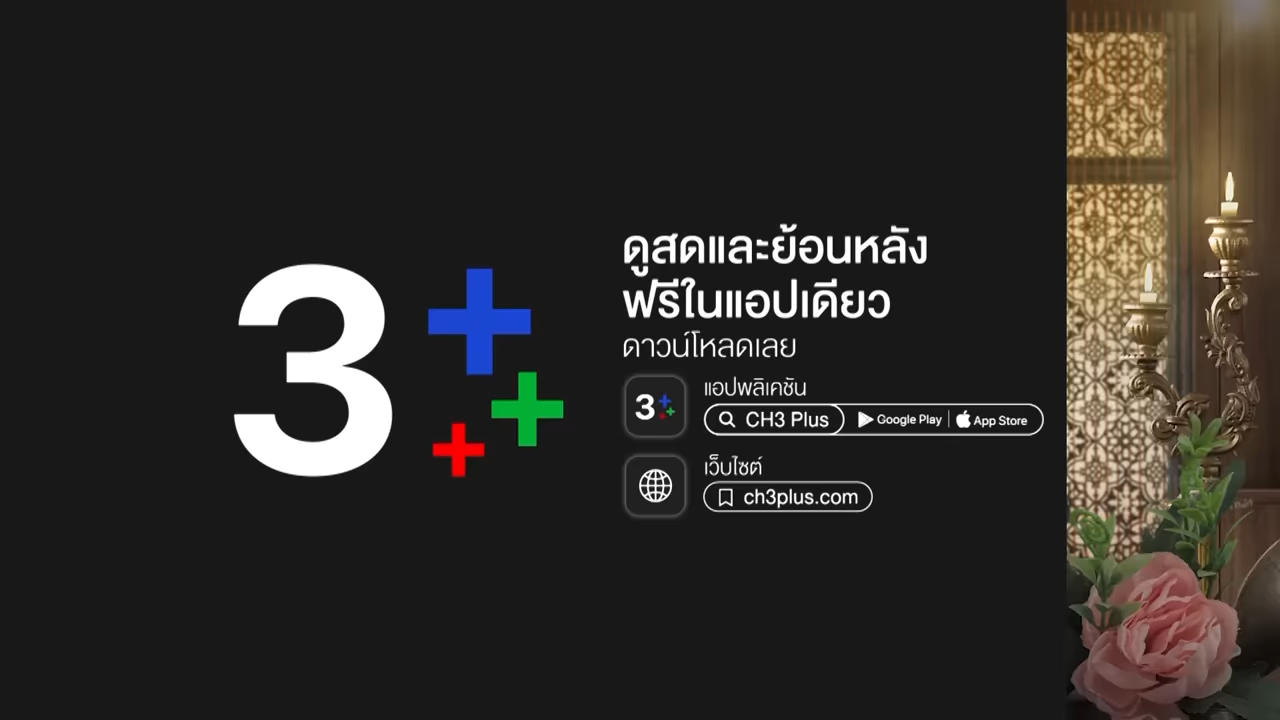 3
ดูสดและย้อนหลัง
ฟรีในแอปเดียว
ดาวน์โหลดเลย
แอปพลิเคชัน
3
CH3 Plus Google Play App Store
เว็บไซต์
ch3plus.com